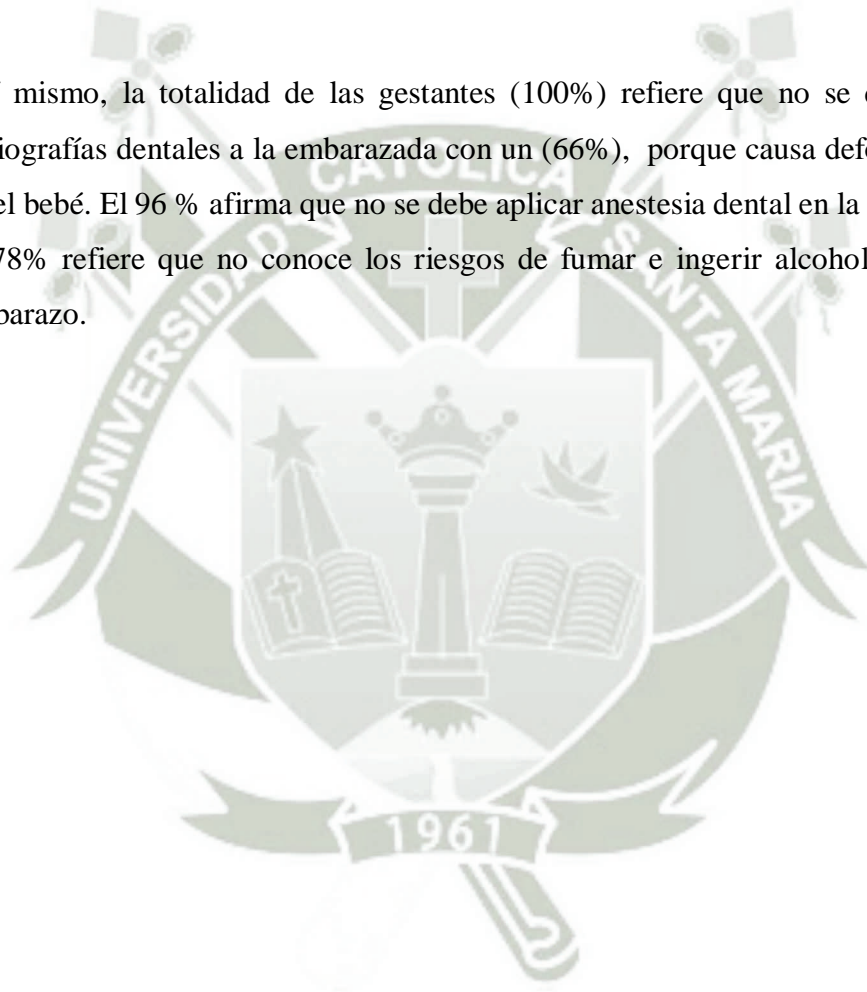 mismo, la totalidad de las gestantes (100%) refiere que no se
iografías dentales a la embarazada con un (66%), porque causa
el bebé. El 96 % afirma que no se debe aplicar anestesia dental en la
78% refiere que no conoce los riesgos de fumar e ingerir alcohol
barazo.
UNIVERSIDAD CATOLICA SANTA MARIA
1961